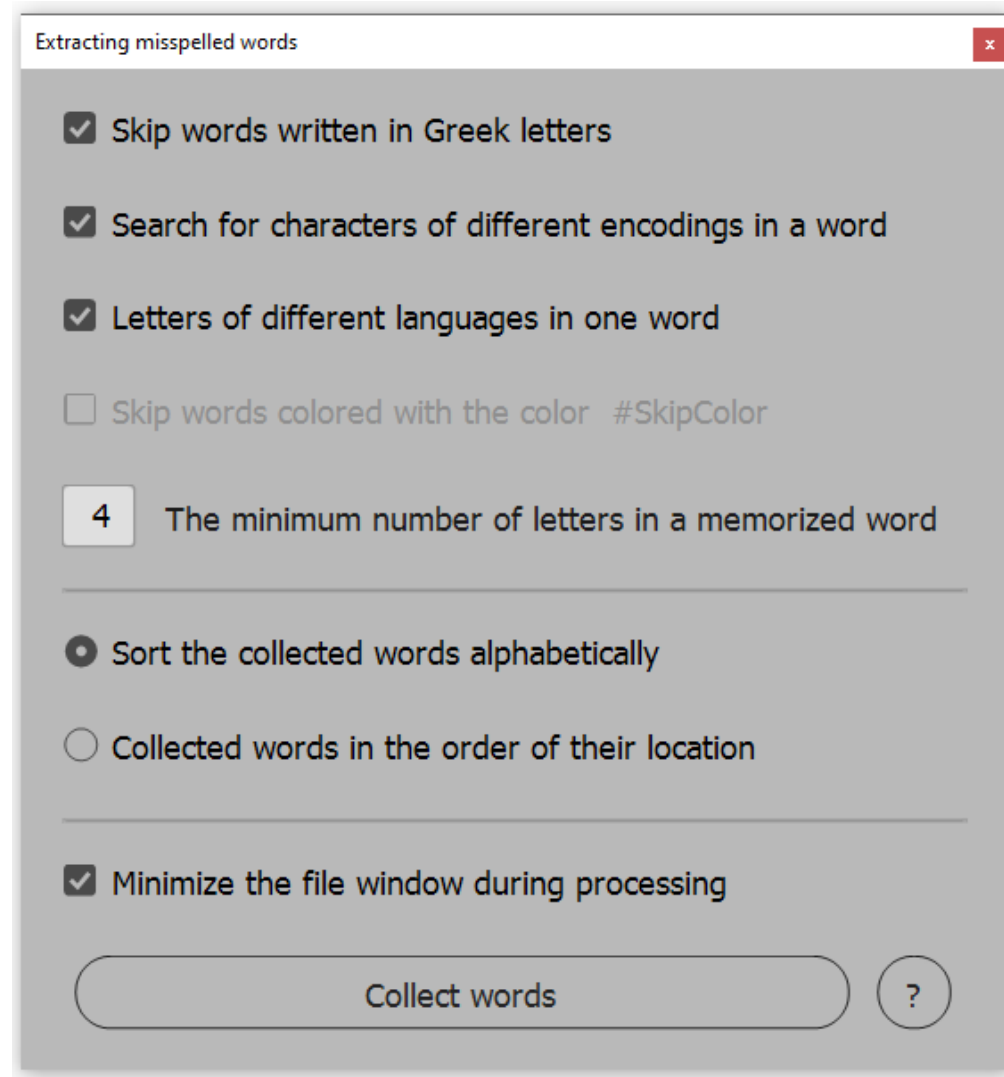 Extracting misspelled words
x
Skip words written in Greek letters
Search for characters of different encodings in a word
Letters of different languages in one word
Skip words colored with the color #SkipColor
4 The minimum number of letters in a memorized word
Sort the collected words alphabetically
Collected words in the order of their location
Minimize the file window during processing
Collect words ?